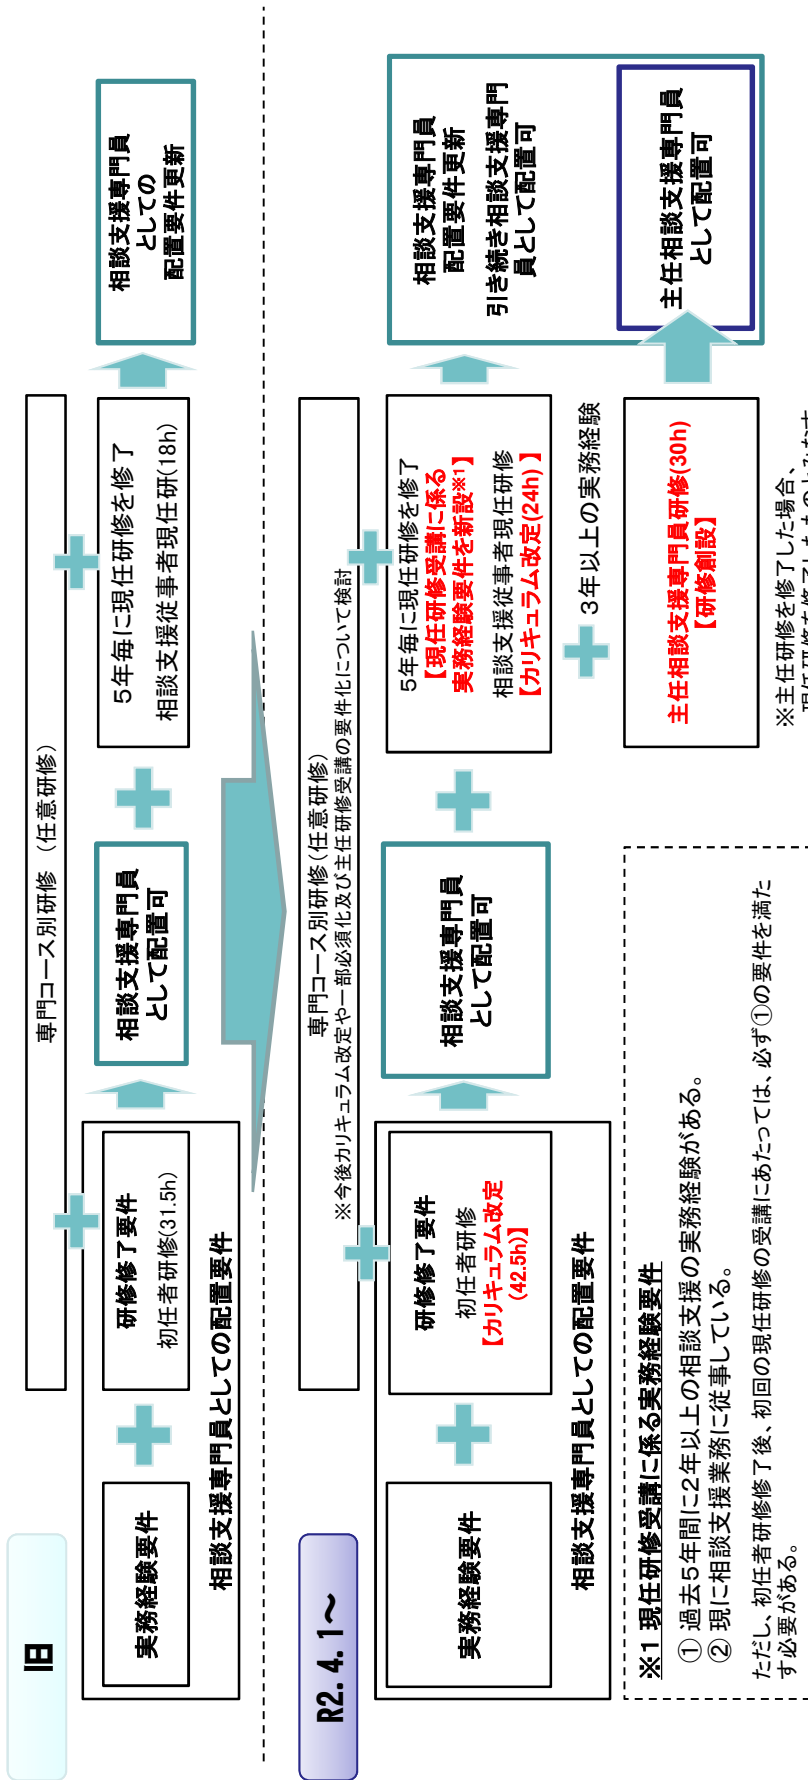 旧
専門コース別研修 (任意研修)
実務経験要件
研修修了要件
初任者研修(31.5h)
相談支援専門員としての配置要件
相談支援専門員
として配置可
５年毎に現任研修を修了
相談支援従事者現任研(18h)
相談支援専門員
としての
配置要件更新
R2.4.1～
専門コース別研修(任意研修)
※今後カリキュラム改定や一部必須化及び主任研修受講の要件化について検討
実務経験要件
研修修了要件
初任者研修
【カリキュラム改定
(42.5h)】
相談支援専門員としての配置要件
相談支援専門員
として配置可
５年毎に現任研修を修了
【現任研修受講に係る
実務経験要件を新設※1】
相談支援従事者現任研修
【カリキュラム改定(24h)】
相談支援専門員
配置要件更新
引き続き相談支援専門
員として配置可
3年以上の実務経験
主任相談支援専門員研修(30h)
【研修創設】
主任相談支援専門員
として配置可
※主任研修を修了した場合、
現任研修を修了したものとみなす
※1 現任研修受講に係る実務経験要件
① 過去５年間に２年以上の相談支援の実務経験がある。
② 現に相談支援業務に従事している。
ただし、初任者研修修了後、初回の現任研修の受講にあたっては、必ず①の要件を満た
す必要がある。